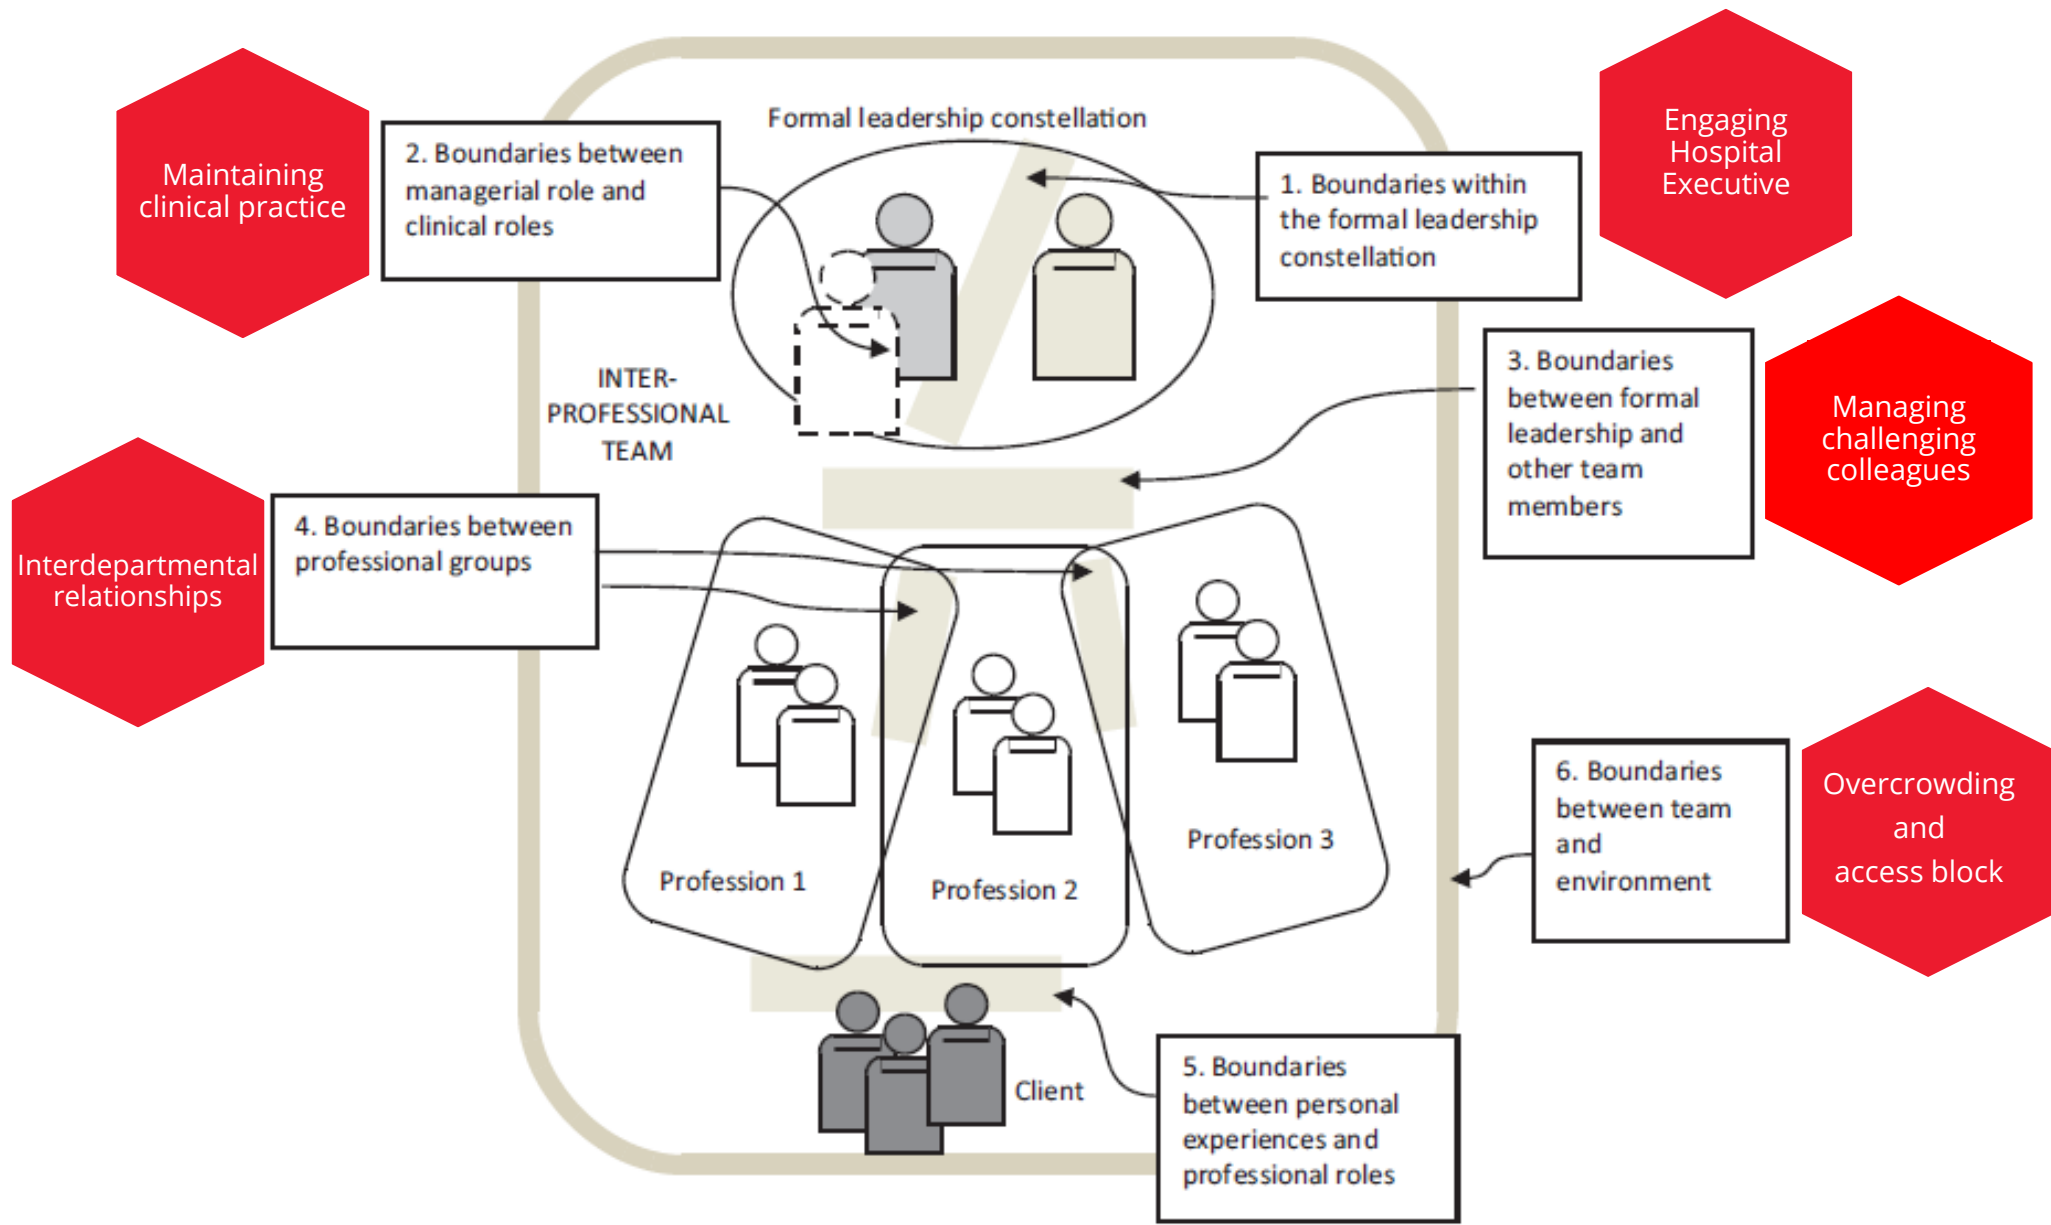 Formal leadership constellation
Engaging
Hospital
Executive
Maintaining
clinical practice
2. Boundaries between
managerial role and
clinical roles
1. Boundaries within
the formal leadership
constellation
INTER-
PROFESSIONAL
TEAM
3. Boundaries
between formal
leadership and
other team
members
Managing
challenging
colleagues
Interdepartmental
relationships
4. Boundaries between
professional groups
Profession 1
Profession 2
Profession 3
6. Boundaries
between team
and
environment
Overcrowding
and
access block
Client
5. Boundaries
between personal
experiences and
professional roles